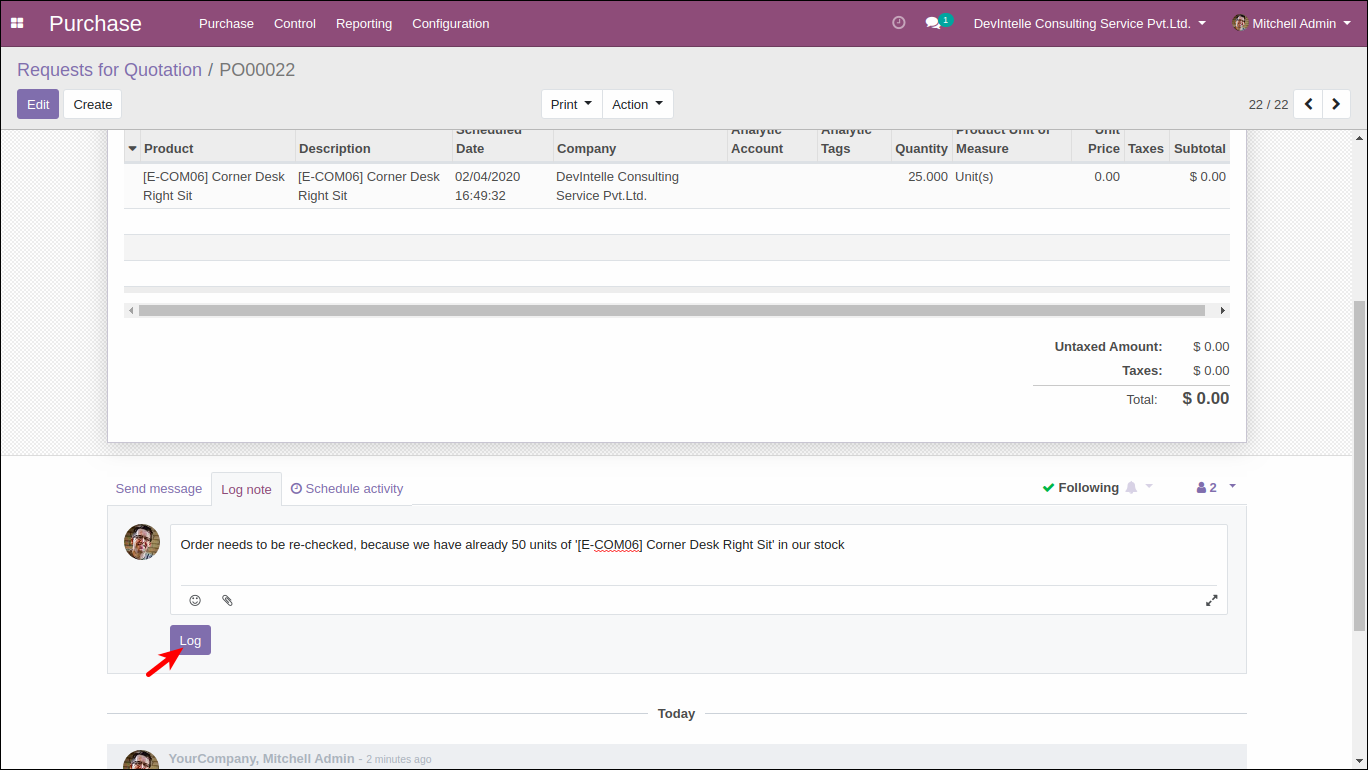 Purchase Purchase Control Reporting Configuration 1 DevIntelle Consulting Service Pvt.Ltd. Mitchell Admin
Requests for Quotation / PO00022
Edit Create Print Action 22 / 22
Scheduled Analytic Analytic Product Unit of Unit
Product Description Date Company Account Tags Quantity Measure Price Taxes Subtotal
[E-COM06] Corner Desk [E-COM06] Corner Desk 02/04/2020 DevIntelle Consulting 25.000 Unit(s) 0.00 $ 0.00
Right Sit Right Sit 16:49:32 Service Pvt.Ltd.
Untaxed Amount: $ 0.00
Taxes: $ 0.00
Total: $ 0.00
Send message Log note Schedule activity Following 2
Order needs to be re-checked, because we have already 50 units of '[E-COM06] Corner Desk Right Sit' in our stock
Log
Today
YourCompany, Mitchell Admin - 2 minutes ago